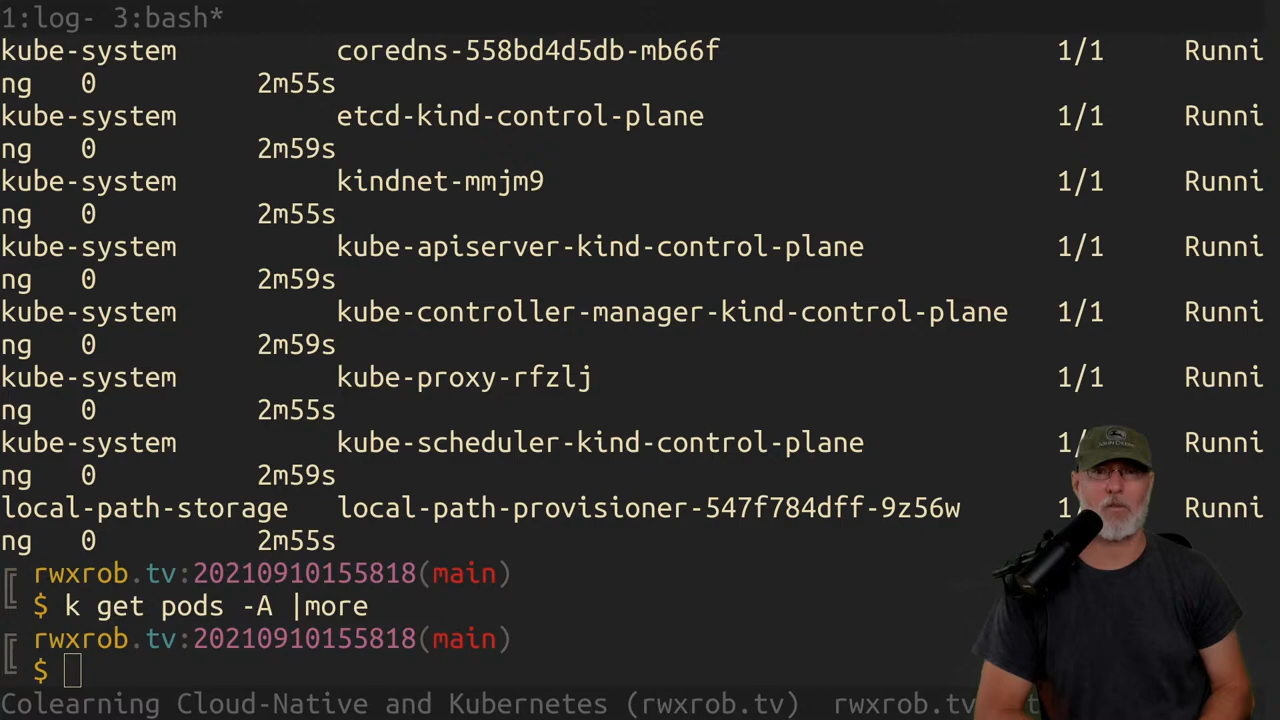 1:log- 3:bash*
kube-system coredns-558bd4d5db-mb66f 1/1 Runni
ng 0 2m55s
kube-system etcd-kind-control-plane 1/1 Runni
ng 0 2m59s
kube-system kindnet-mmjm9 1/1 Runni
ng 0 2m55s
kube-system kube-apiserver-kind-control-plane 1/1 Runni
ng 0 2m59s
kube-system kube-controller-manager-kind-control-plane 1/1 Runni
ng 0 2m59s
kube-system kube-proxy-rfzlj 1/1 Runni
ng 0 2m55s
kube-system kube-scheduler-kind-control-plane 1/ Runni
ng 0 2m59s
local-path-storage local-path-provisioner-547f784dff-9z56w 1/ Runni
ng 0 2m55s
rwxrob.tv:20210910155818(main)
$ k get pods -A |more
rwxrob.tv:20210910155818(main)
$
Colearning Cloud-Native and Kubernetes (rwxrob.tv) rwxrob.tv
JOHN DEERE